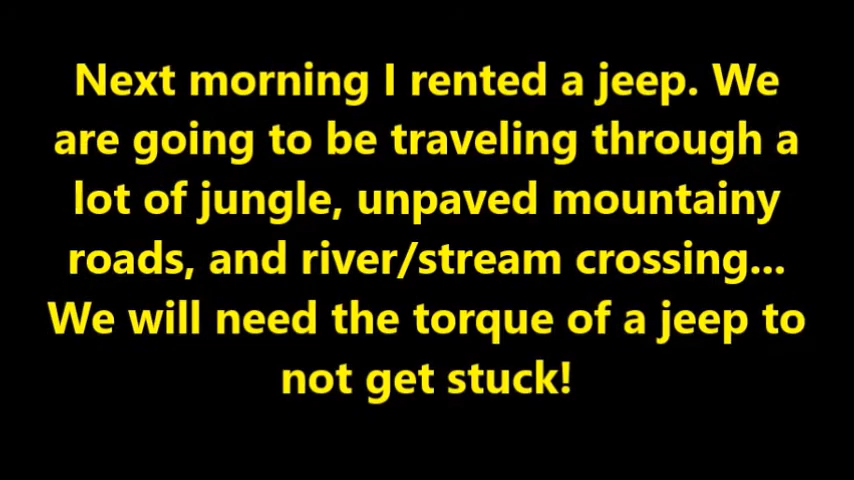 Next morning I rented a jeep. We
are going to be traveling through a
lot of jungle, unpaved mountainy
roads, and river/stream crossing...
We will need the torque of a jeep to
not get stuck!